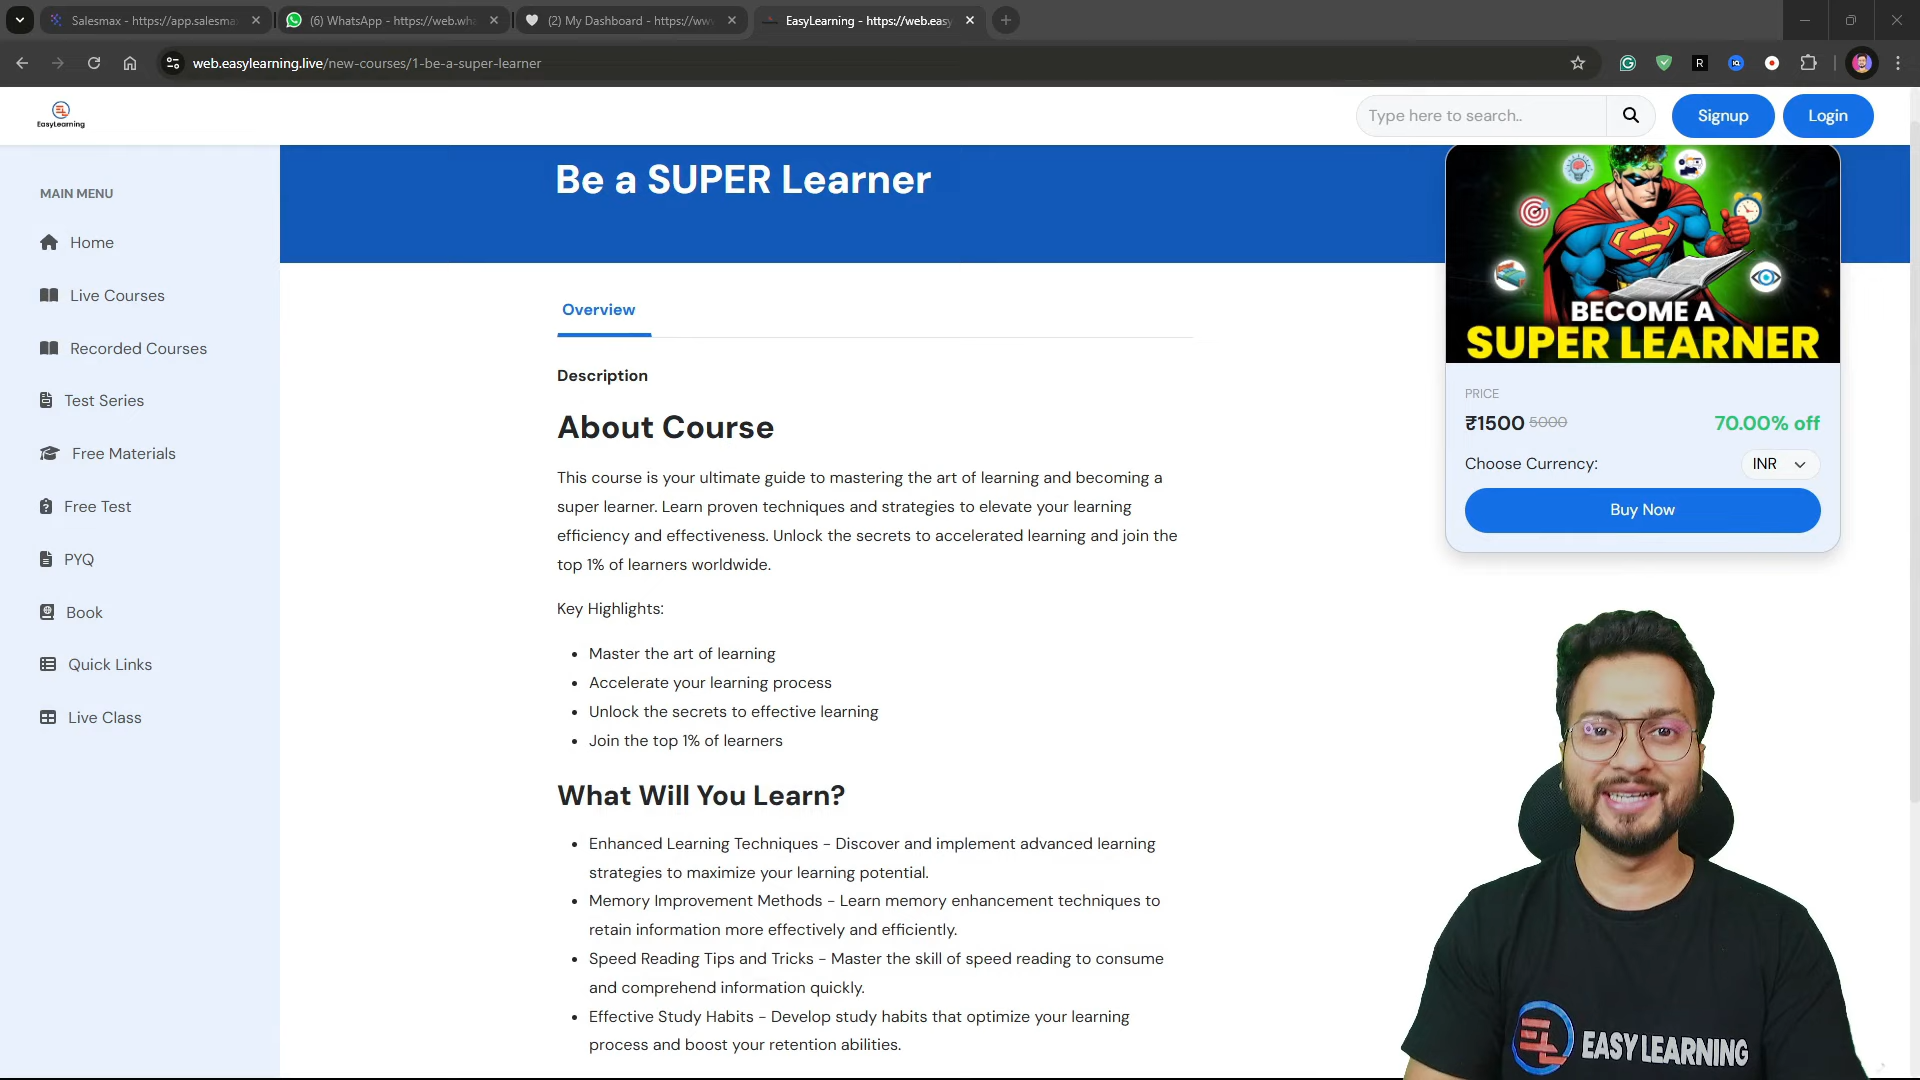 Salesmax - https://app.salesma
(6) WhatsApp - https://web.wha
(2) My Dashboard - https://www
EasyLearning - https://web.easy
web.easylearning.live/new-courses/1-be-a-super-learner
EasyLearning
Type here to search..
Signup
Login
MAIN MENU
Home
Live Courses
Recorded Courses
Test Series
Free Materials
Free Test
PYQ
Book
Quick Links
Live Class
Be a SUPER Learner
Overview
Description
About Course
This course is your ultimate guide to mastering the art of learning and becoming a
super learner. Learn proven techniques and strategies to elevate your learning
efficiency and effectiveness. Unlock the secrets to accelerated learning and join the
top 1% of learners worldwide.
Key Highlights:
• Master the art of learning
• Accelerate your learning process
• Unlock the secrets to effective learning
• Join the top 1% of learners
What Will You Learn?
• Enhanced Learning Techniques - Discover and implement advanced learning
strategies to maximize your learning potential.
• Memory Improvement Methods - Learn memory enhancement techniques to
retain information more effectively and efficiently.
• Speed Reading Tips and Tricks - Master the skill of speed reading to consume
and comprehend information quickly.
• Effective Study Habits - Develop study habits that optimize your learning
process and boost your retention abilities.
BECOME A
SUPER LEARNER
PRICE
₹1500 5000
70.00% off
Choose Currency:
INR
Buy Now
EASY LEARNING